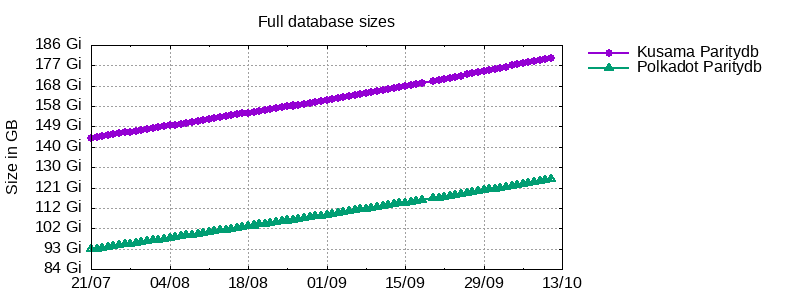 Full database sizes
Kusama Paritydb
Polkadot Paritydb
Size in GB
186 Gi
177 Gi
168 Gi
158 Gi
149 Gi
140 Gi
130 Gi
121 Gi
112 Gi
102 Gi
93 Gi
84 Gi
21/07 04/08 18/08 01/09 15/09 29/09 13/10